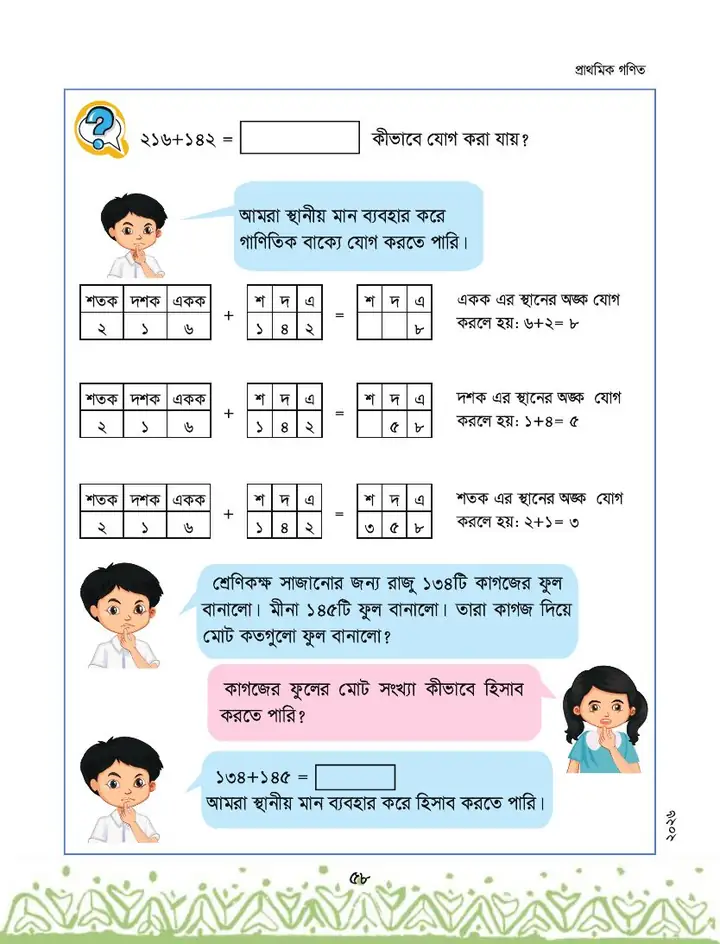 প্রাথমিক গণিত
২১৬+১৪২ = কীভাবে যোগ করা যায়?
আমরা স্থানীয় মান ব্যবহার করে
গাণিতিক বাক্যে যোগ করতে পারি।
শতক দশক একক শ দ এ শ দ এ
২ ১ ৬ + ১ ৪ ২ = ৮
একক এর স্থানের অঙ্ক যোগ
করলে হয়: ৬+২= ৮
শতক দশক একক শ দ এ শ দ এ
২ ১ ৬ + ১ ৪ ২ = ৫ ৮
দশক এর স্থানের অঙ্ক যোগ
করলে হয়: ১+৪= ৫
শতক দশক একক শ দ এ শ দ এ
২ ১ ৬ + ১ ৪ ২ = ৩ ৫ ৮
শতক এর স্থানের অঙ্ক যোগ
করলে হয়: ২+১= ৩
শ্রেণিকক্ষ সাজানোর জন্য রাজু ১৩৪টি কাগজের ফুল
বানালো। মীনা ১৪৫টি ফুল বানালো। তারা কাগজ দিয়ে
মোট কতগুলো ফুল বানালো?
কাগজের ফুলের মোট সংখ্যা কীভাবে হিসাব
করতে পারি?
১৩৪+১৪৫ =
আমরা স্থানীয় মান ব্যবহার করে হিসাব করতে পারি।
২০২৬
৫৮